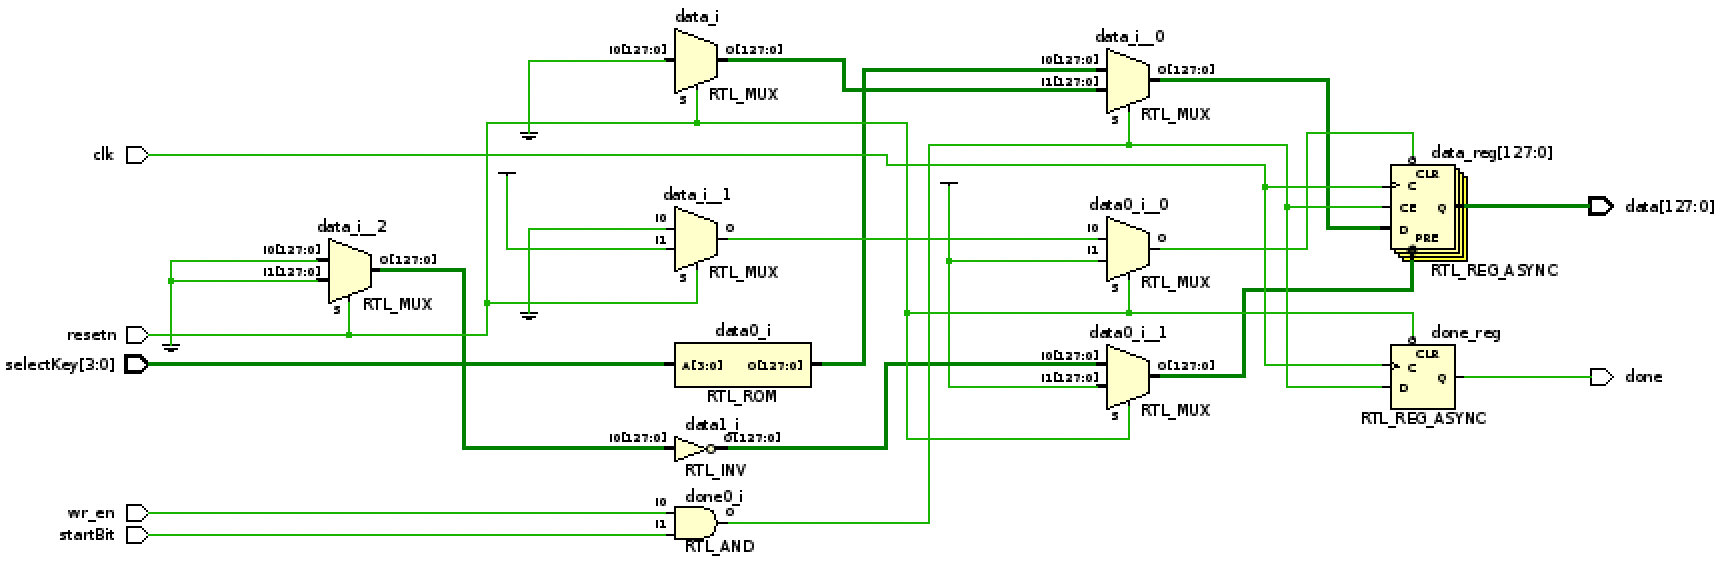 data_i
I0[127:0]
O[127:0]
S
RTL_MUX
data_i__0
I0[127:0]
I1[127:0]
O[127:0]
S
RTL_MUX
clk
data_reg[127:0]
CLR
C
CE
Q
D
PRE
RTL_REG_ASYNC
data[127:0]
data_i__1
I0
I1
O
S
RTL_MUX
data0_i__0
I0
I1
O
S
RTL_MUX
data_i__2
I0[127:0]
I1[127:0]
O[127:0]
S
RTL_MUX
resetn
selectKey[3:0]
data0_i
A[3:0]
O[127:0]
RTL_ROM
data0_i__1
I0[127:0]
I1[127:0]
O[127:0]
S
RTL_MUX
done_reg
CLR
C
Q
D
RTL_REG_ASYNC
done
data1_i
I0[127:0]
O[127:0]
RTL_INV
wr_en
startBit
done0_i
I0
I1
O
RTL_AND